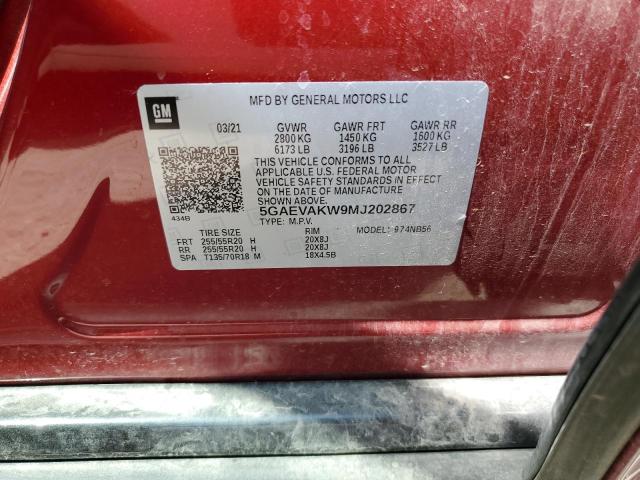 GM
MFD BY GENERAL MOTORS LLC
03/21 GVWR GAWR FRT GAWR RR
2800 KG 1450 KG 1600 KG
6173 LB 3196 LB 3527 LB
THIS VEHICLE CONFORMS TO ALL
APPLICABLE U.S. FEDERAL MOTOR
VEHICLE SAFETY STANDARDS IN EFFECT
ON THE DATE OF MANUFACTURE
SHOWN ABOVE.
434B 5GAEVAKW9MJ202867
TYPE: M.P.V.
TIRE SIZE RIM MODEL: 974NB56
FRT 255/55R20 H 20X8J
RR 255/55R20 H 20X8J
SPA T135/70R18 M 18X4.5B